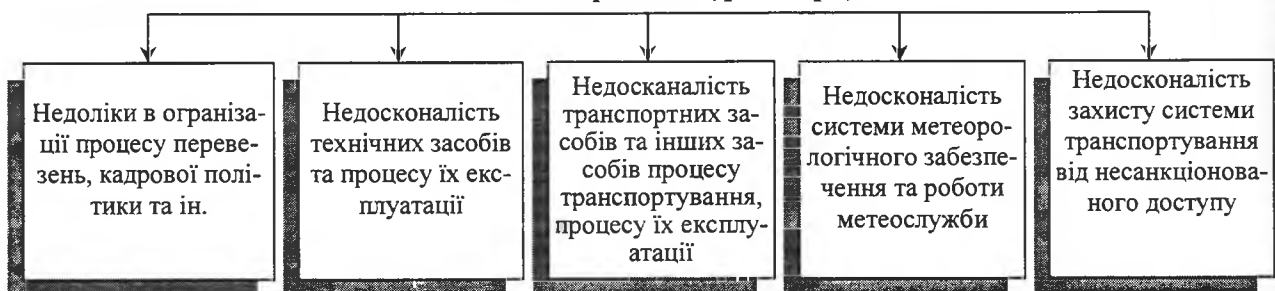 Недоліки в огранізa-
ції процесу переве-
зень, кадрової полі-
тики та ін.
Недосконалість
технічних засобів
та процесу їх екс-
плуатації
Недосканалість
транспортних за-
собів та інших за-
собів процесу
транспортування,
процесу їх експлу-
атації
Недосконалість
системи метеоро-
логічного забезпе-
чення та роботи
метеослужби
Недосконалість
захисту системи
транспортування
від несанкціонова-
ного доступу